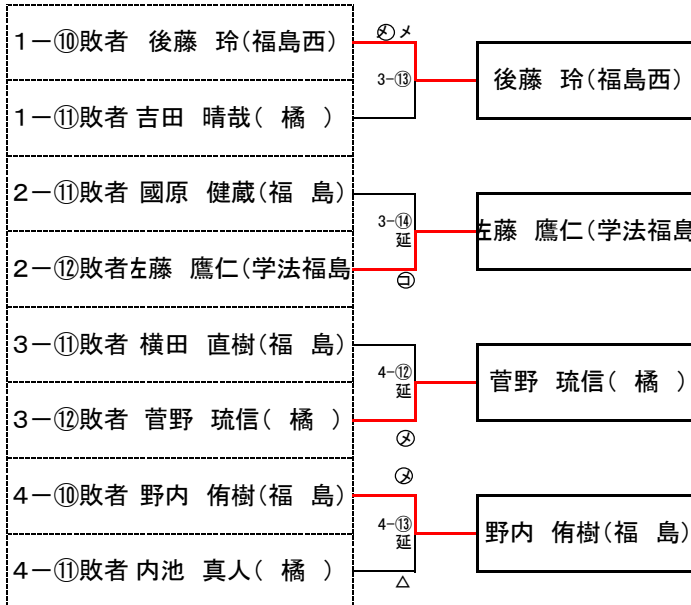 1－⑩敗者 後藤 玲(福島西)
㋱メ
3-⑬
後藤 玲(福島西)
1－⑪敗者 吉田 晴哉( 橘 )
2－⑪敗者 國原 健蔵(福 島)
3-⑭
延
左藤 鷹仁(学法福島
2－⑫敗者左藤 鷹仁(学法福島
㋙
3－⑪敗者 横田 直樹(福 島)
4-⑫
延
菅野 琉信( 橘 )
3－⑫敗者 菅野 琉信( 橘 )
㋱
㋱
4－⑩敗者 野内 侑樹(福 島)
4-⑬
延
野内 侑樹(福 島)
4－⑪敗者 内池 真人( 橘 )
△